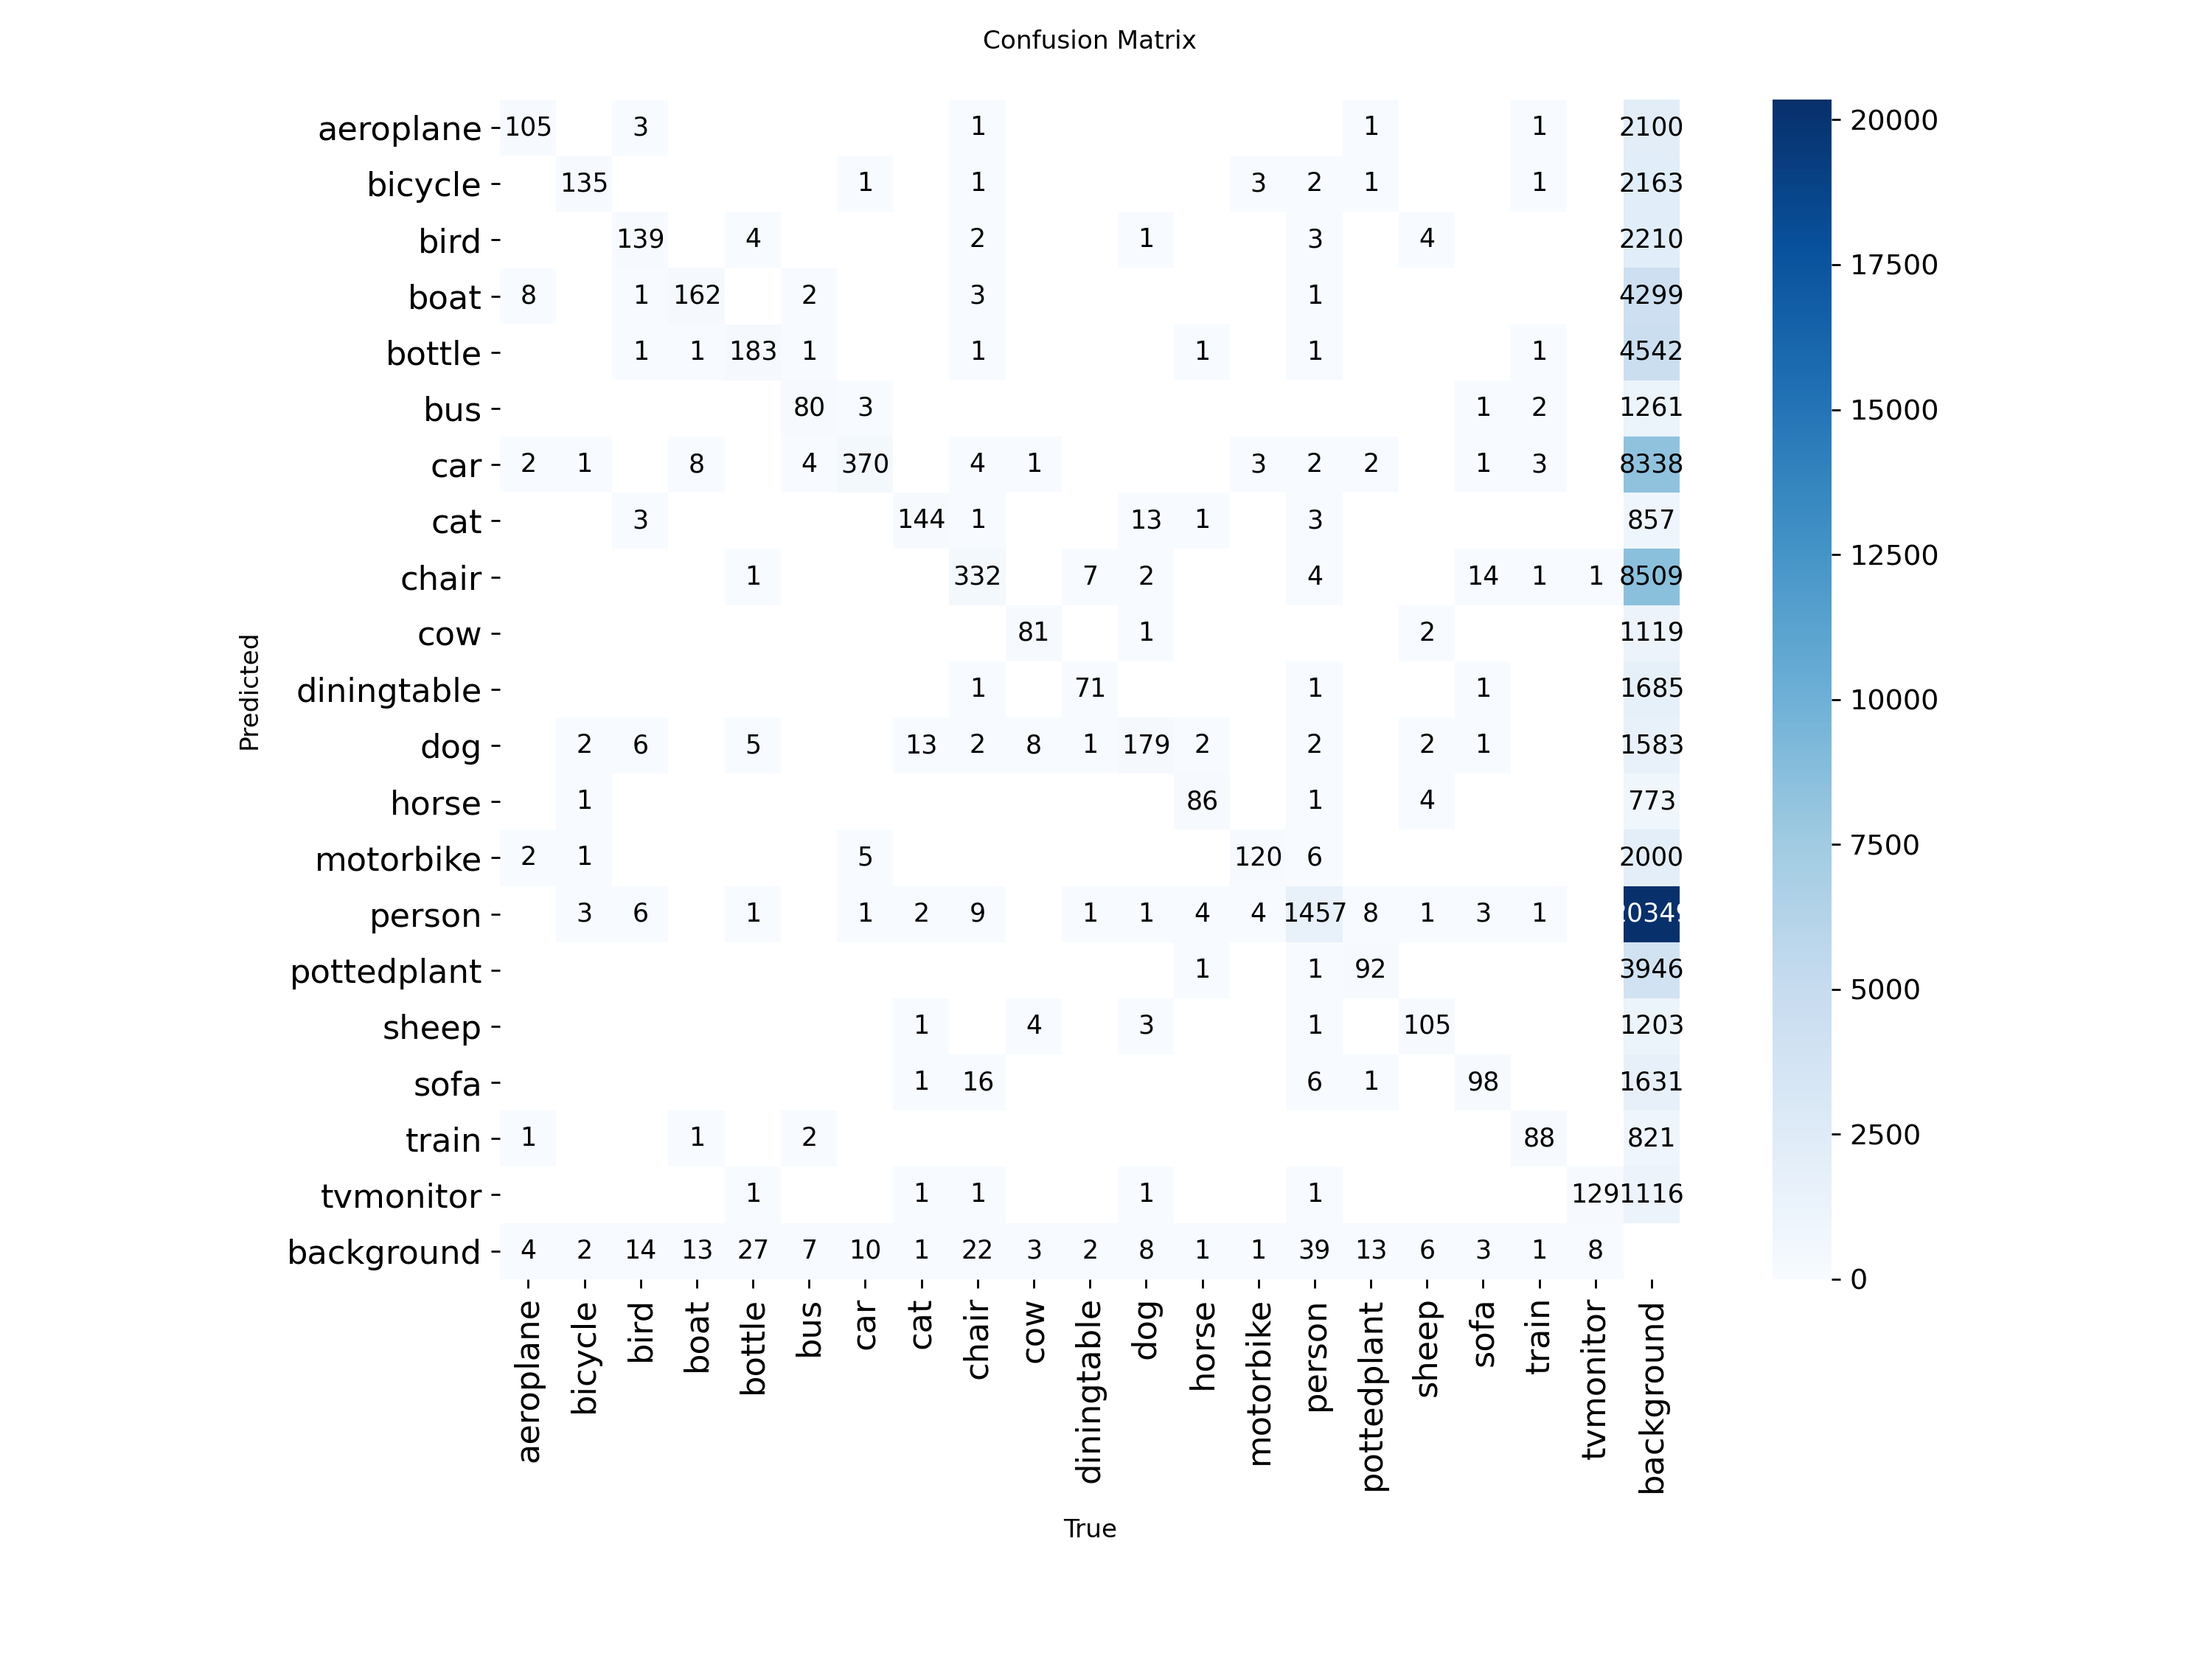 Confusion Matrix
aeroplane 105 3 1 1 1 2100
bicycle 135 1 1 3 2 1 1 2163
bird 139 4 2 1 3 4 2210
boat 8 1 162 2 3 1 4299
bottle 1 1 183 1 1 1 1 1 4542
bus 80 3 1 2 1261
car 2 1 8 4 370 4 1 3 2 2 1 3 8338
cat 3 144 1 13 1 3 857
chair 1 332 7 2 4 14 1 1 8509
cow 81 1 2 1119
diningtable 1 71 1 1 1685
dog 2 6 5 13 2 8 1 179 2 2 2 1 1583
horse 1 86 1 4 773
motorbike 2 1 5 120 6 2000
person 3 6 1 1 2 9 1 1 4 4 1457 8 1 3 1 20349
pottedplant 1 1 92 3946
sheep 1 4 3 1 105 1203
sofa 1 16 6 1 98 1631
train 1 1 2 88 821
tvmonitor 1 1 1 1 1 129 1116
background 4 2 14 13 27 7 10 1 22 3 2 8 1 1 39 13 6 3 1 8
aeroplane bicycle bird boat bottle bus car cat chair cow diningtable dog horse motorbike person pottedplant sheep sofa train tvmonitor background
True
Predicted
20000
17500
15000
12500
10000
7500
5000
2500
0